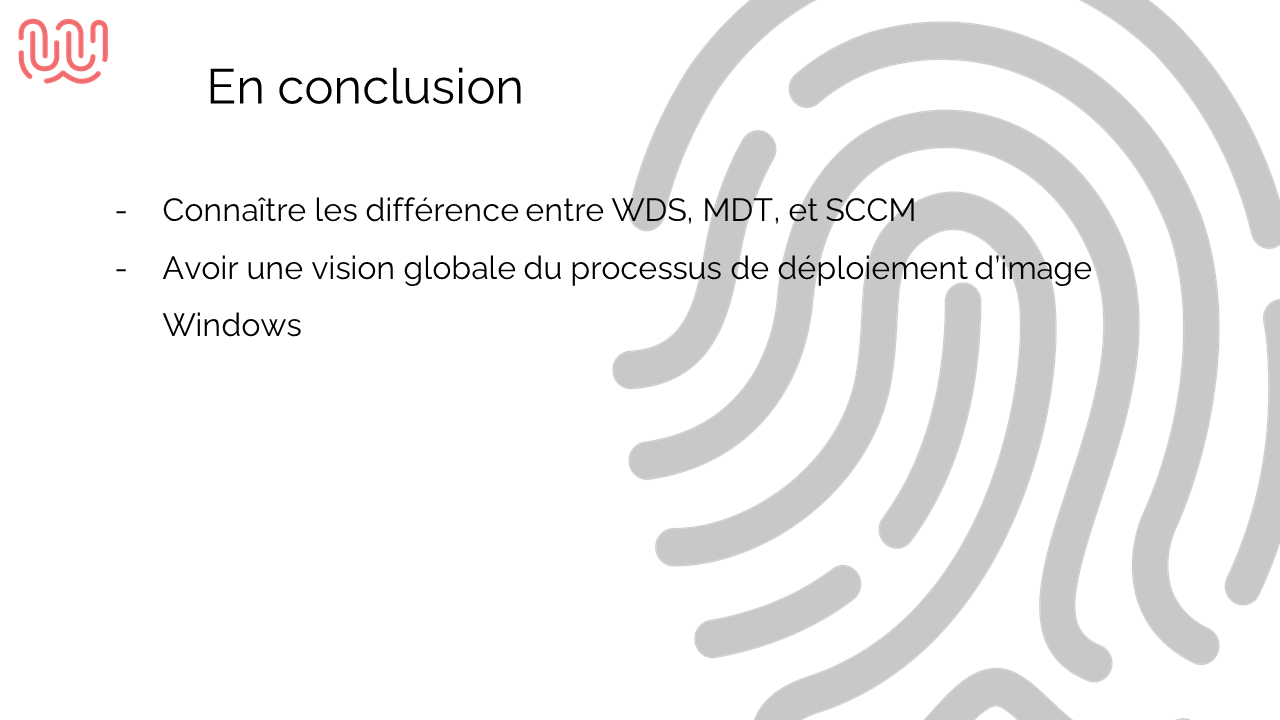 En conclusion
- Connaître les différence entre WDS, MDT, et SCCM
- Avoir une vision globale du processus de déploiement d’image
Windows